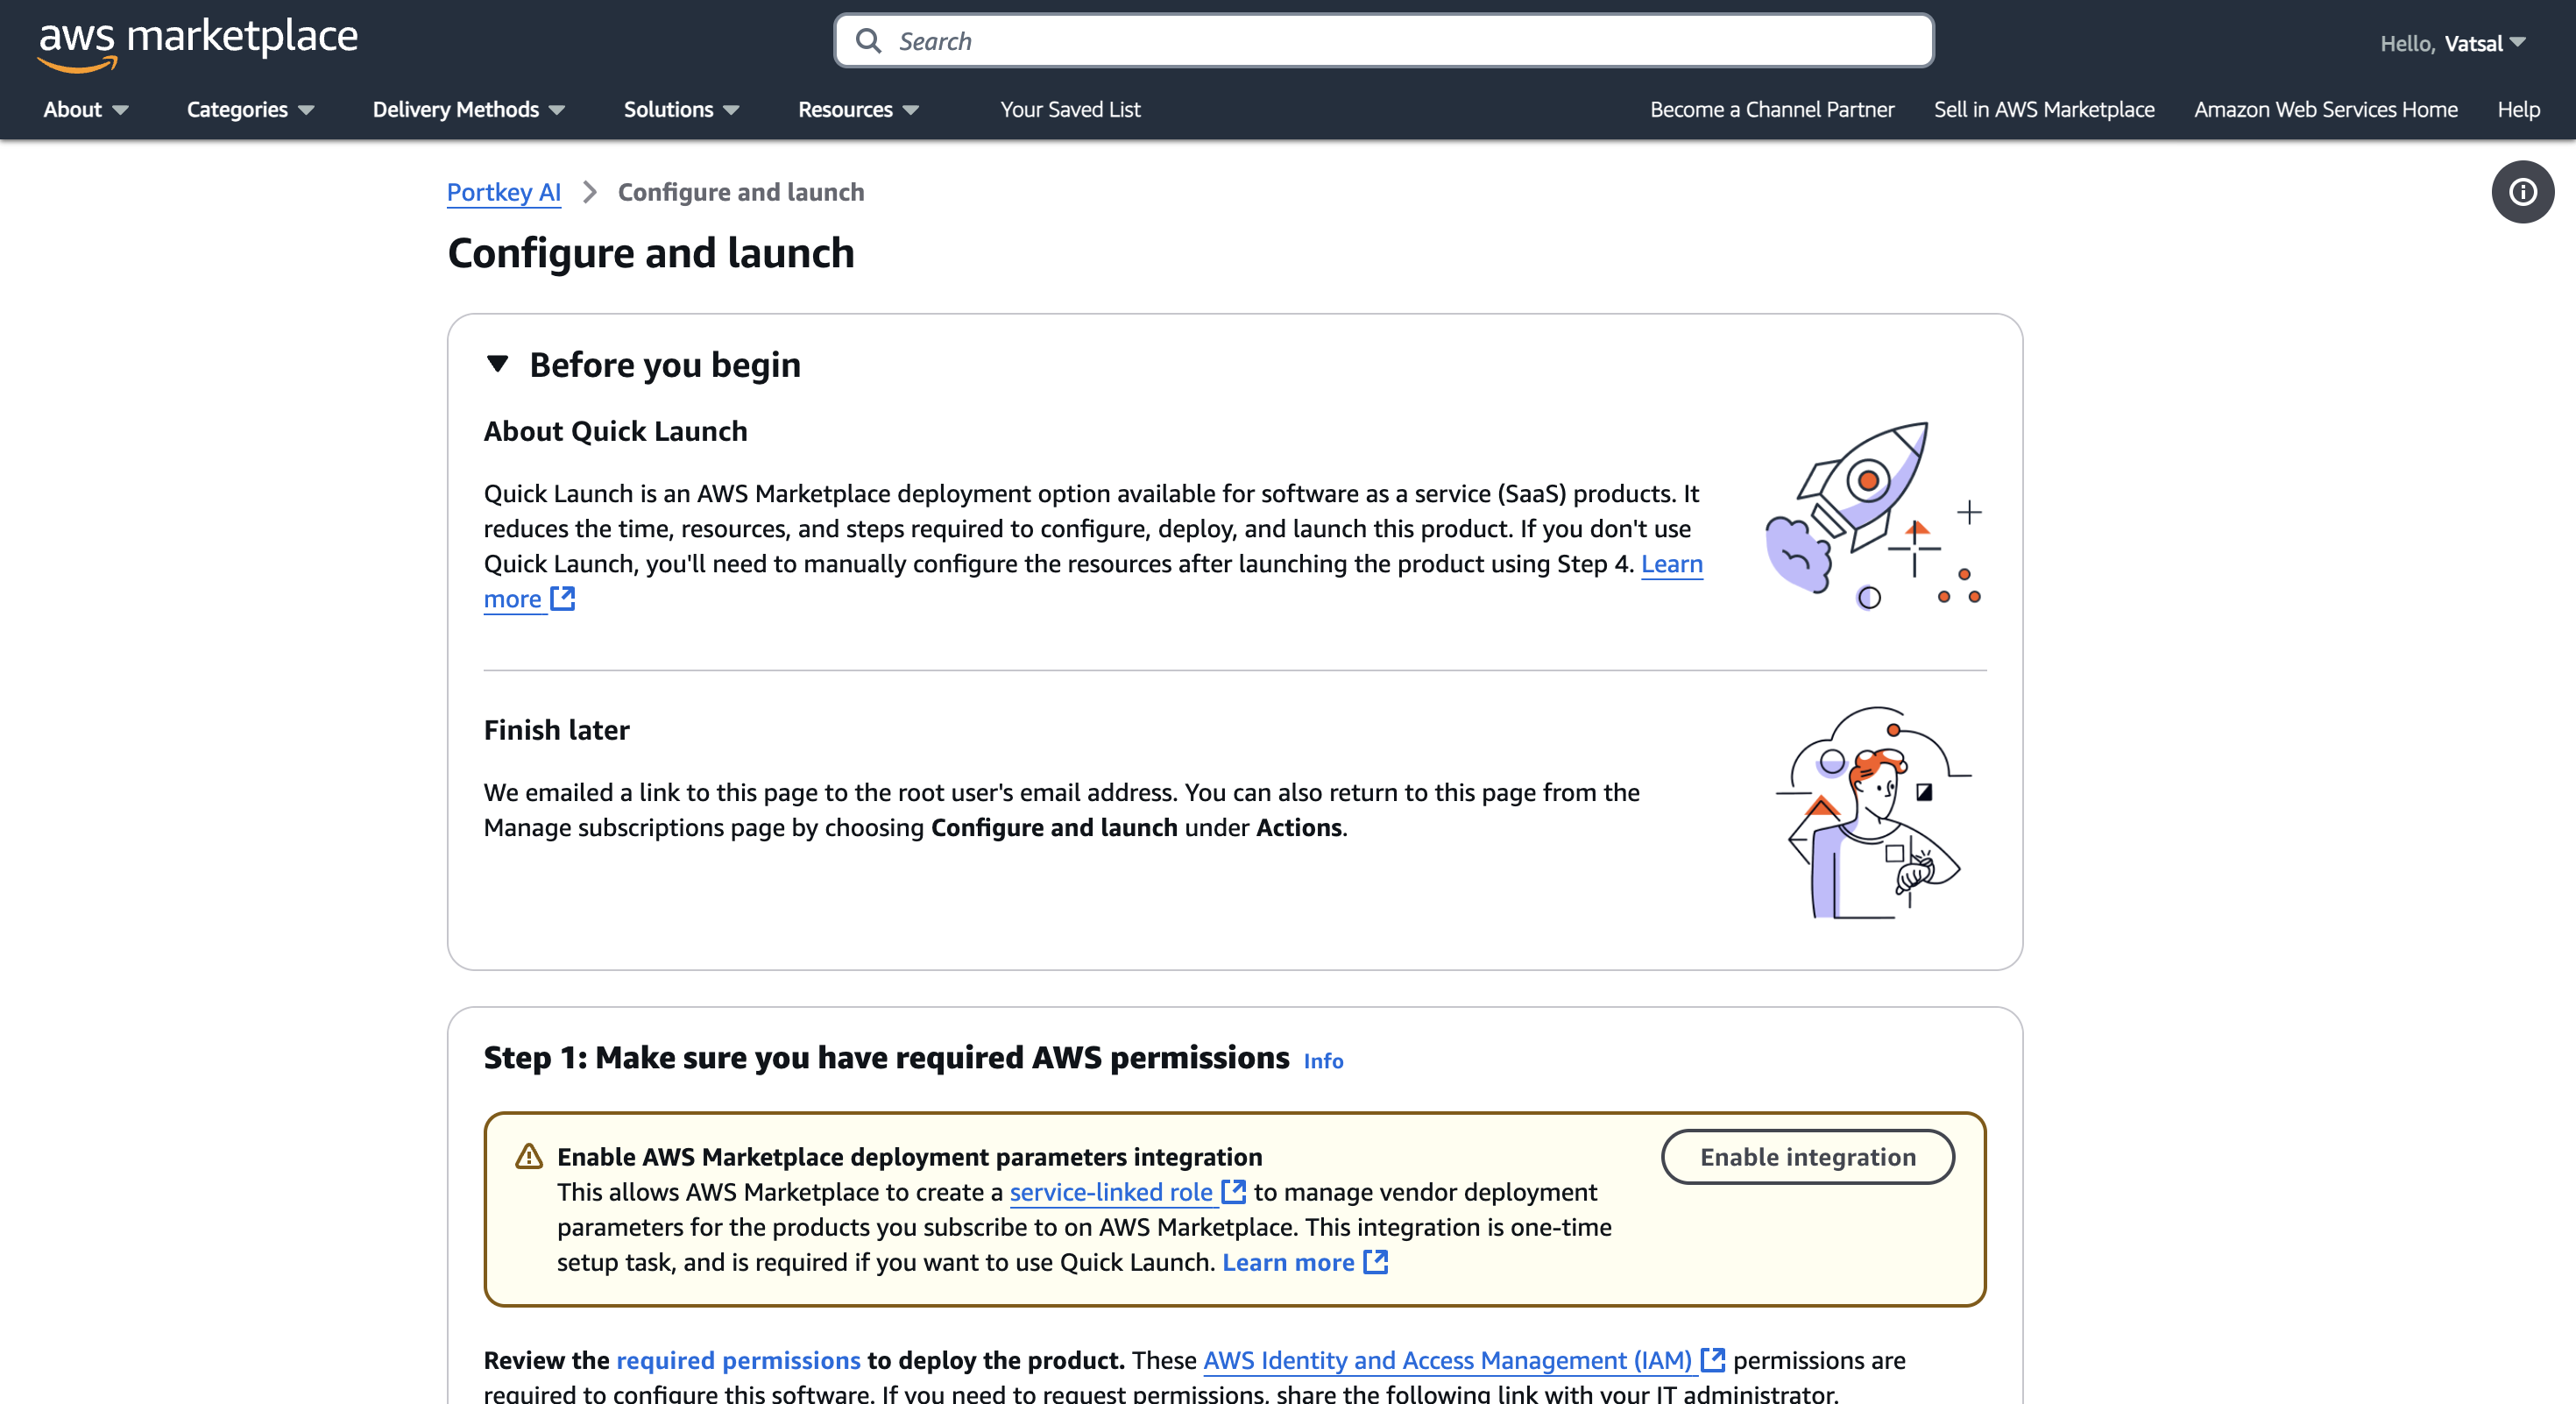 aws marketplace
Search
Hello, Vatsal
About
Categories
Delivery Methods
Solutions
Resources
Your Saved List
Become a Channel Partner
Sell in AWS Marketplace
Amazon Web Services Home
Help
Portkey AI > Configure and launch
Configure and launch
Before you begin
About Quick Launch
Quick Launch is an AWS Marketplace deployment option available for software as a service (SaaS) products. It
reduces the time, resources, and steps required to configure, deploy, and launch this product. If you don't use
Quick Launch, you'll need to manually configure the resources after launching the product using Step 4. Learn
more
Finish later
We emailed a link to this page to the root user's email address. You can also return to this page from the
Manage subscriptions page by choosing Configure and launch under Actions.
Step 1: Make sure you have required AWS permissions Info
Enable AWS Marketplace deployment parameters integration
Enable integration
This allows AWS Marketplace to create a service-linked role to manage vendor deployment
parameters for the products you subscribe to on AWS Marketplace. This integration is one-time
setup task, and is required if you want to use Quick Launch. Learn more
Review the required permissions to deploy the product. These AWS Identity and Access Management (IAM) permissions are
required to configure this software. If you need to request permissions, share the following link with your IT administrator.